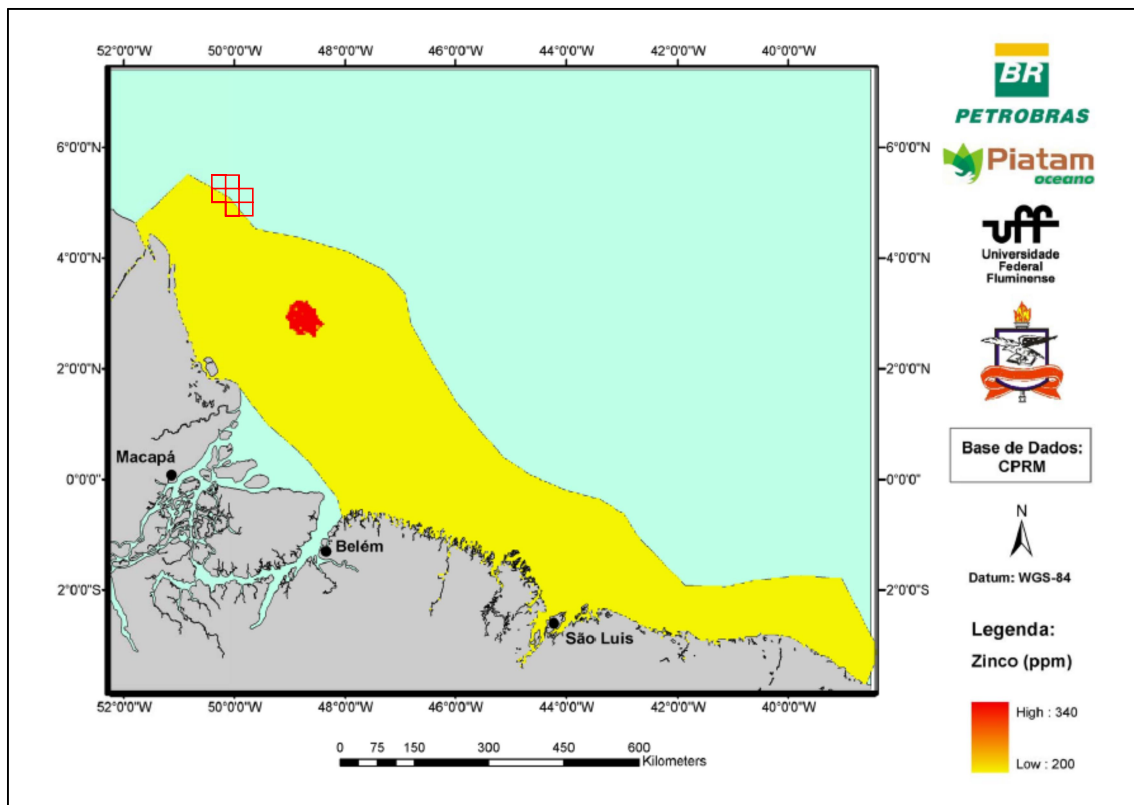 52°0'0"W 50°0'0"W 48°0'0"W 46°0'0"W 44°0'0"W 42°0'0"W 40°0'0"W
6°0'0"N 6°0'0"N
4°0'0"N 4°0'0"N
2°0'0"N 2°0'0"N
Macapá
0°0'0" 0°0'0"
Belém
2°0'0"S 2°0'0"S
São Luis
52°0'0"W 50°0'0"W 48°0'0"W 46°0'0"W 44°0'0"W 42°0'0"W 40°0'0"W
0 75 150 300 450 600
Kilometers
BR
PETROBRAS
Piatam
oceano
uff
Universidade
Federal
Fluminense
Base de Dados:
CPRM
N
Datum: WGS-84
Legenda:
Zinco (ppm)
High : 340
Low : 200